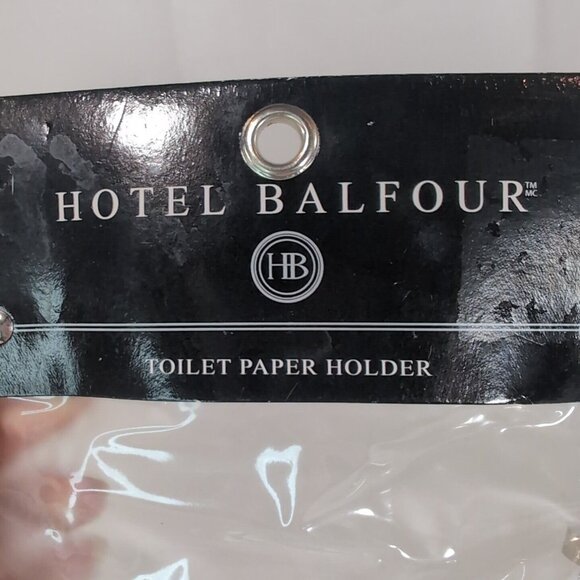 HOTEL BALFOUR™ MC
HB
TOILET PAPER HOLDER